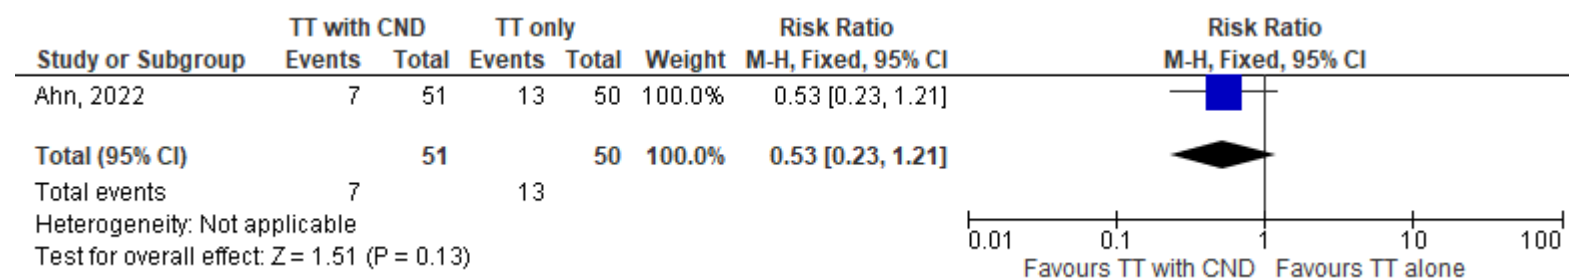 TT with CND TT only Risk Ratio Risk Ratio
Study or Subgroup Events Total Events Total Weight M-H, Fixed, 95% CI M-H, Fixed, 95% CI
Ahn, 2022 7 51 13 50 100.0% 0.53 [0.23, 1.21]
Total (95% CI) 51 50 100.0% 0.53 [0.23, 1.21]
Total events 7 13
Heterogeneity: Not applicable
Test for overall effect: Z = 1.51 (P = 0.13)
0.01 0.1 1 10 100
Favours TT with CND Favours TT alone